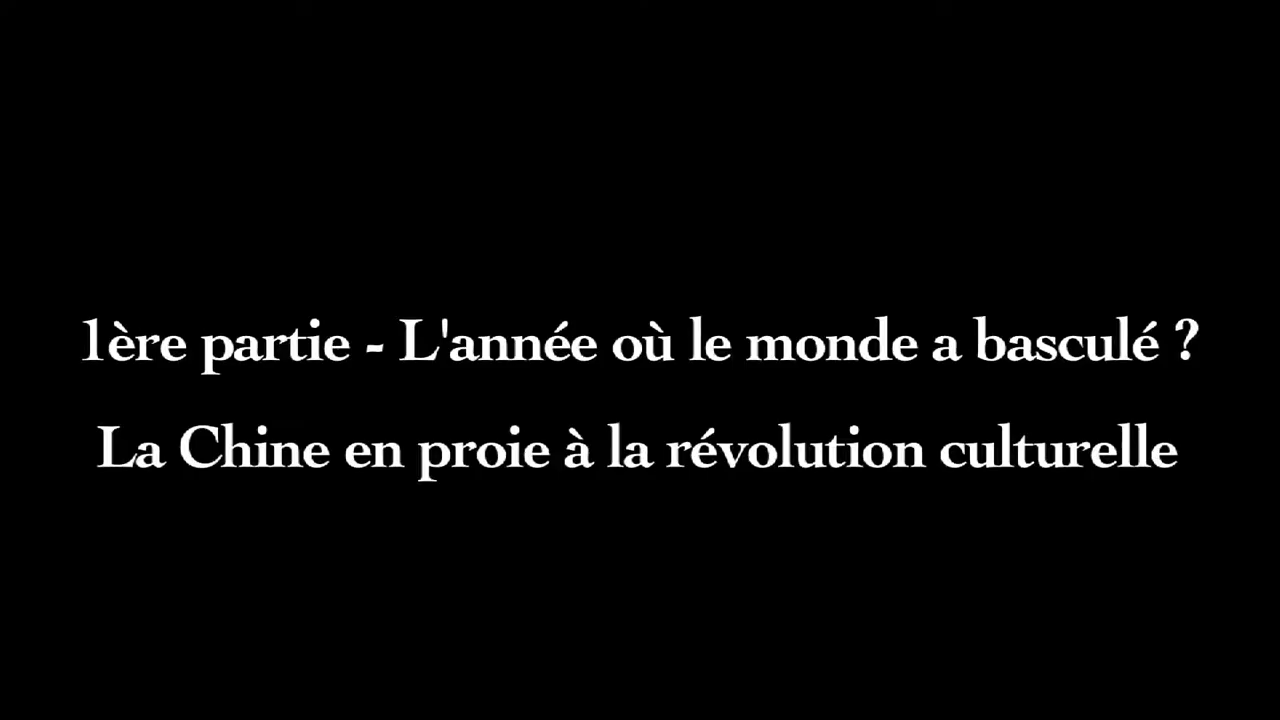 1ère partie - L'année où le monde a basculé ?
La Chine en proie à la révolution culturelle